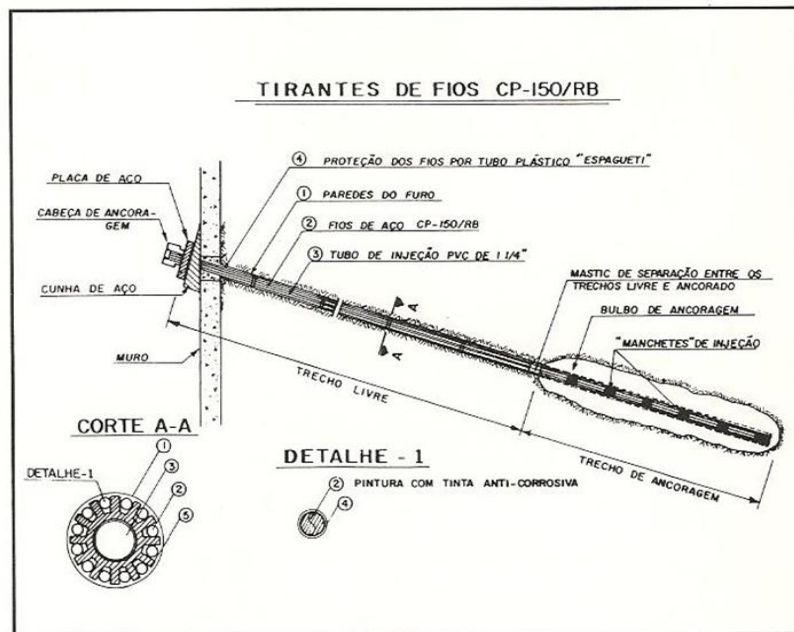 TIRANTES DE FIOS CP-150/RB
④ PROTEÇÃO DOS FIOS POR TUBO PLÁSTICO "ESPAGUETI"
PLACA DE AÇO
① PAREDES DO FURO
CABEÇA DE ANCORA-
GEM
② FIOS DE AÇO CP-150/RB
③ TUBO DE INJEÇÃO PVC DE 1 1/4"
MASTIC DE SEPARAÇÃO ENTRE OS
TRECHOS LIVRE E ANCORADO
CUNHA DE AÇO
BULBO DE ANCORAGEM
A
A
"MANCHETES" DE INJEÇÃO
MURO
TRECHO LIVRE
TRECHO DE ANCORAGEM
CORTE A-A
DETALHE-1
①
③
②
⑤
DETALHE - 1
② PINTURA COM TINTA ANTI-CORROSIVA
④